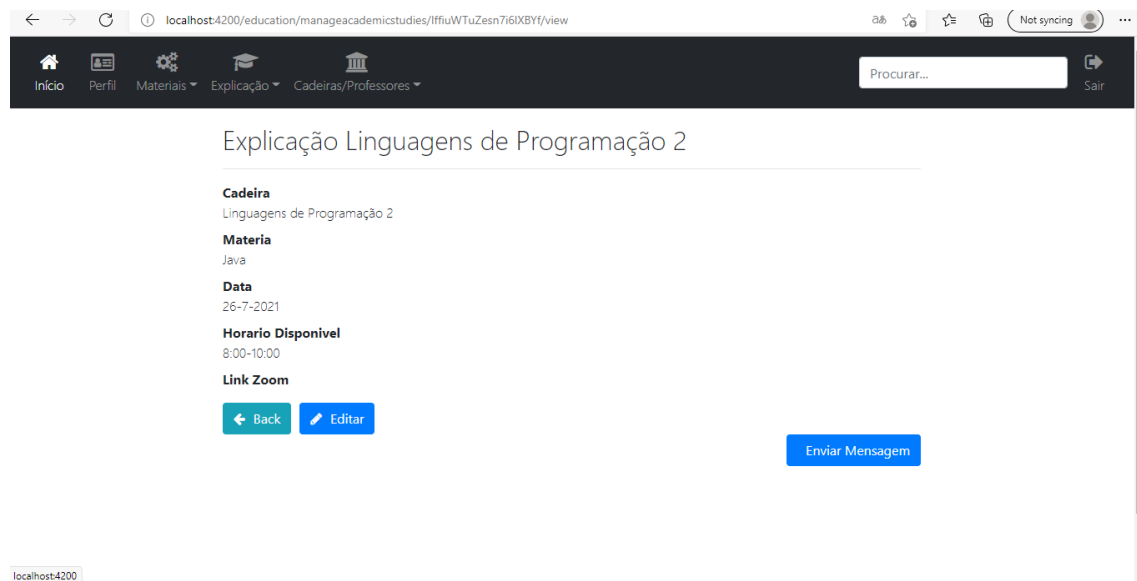 localhost:4200/education/manageacademicstudies/IffiuWTuZesn7i6IXBYf/view
Not syncing
Início Perfil Materiais Explicação Cadeiras/Professores Procurar... Sair
Explicação Linguagens de Programação 2
Cadeira
Linguagens de Programação 2
Materia
Java
Data
26-7-2021
Horario Disponivel
8:00-10:00
Link Zoom
Back Editar
Enviar Mensagem
localhost:4200